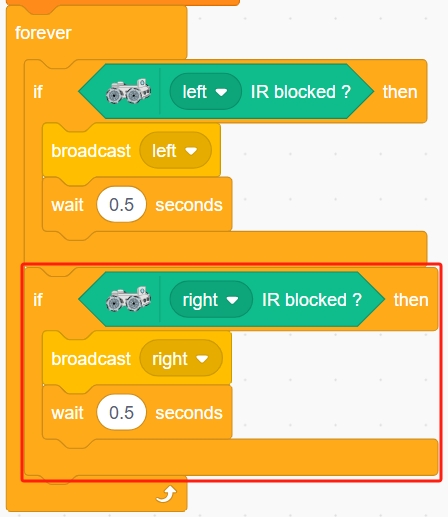 forever
if left IR blocked ? then
broadcast left
wait 0.5 seconds
if right IR blocked ? then
broadcast right
wait 0.5 seconds